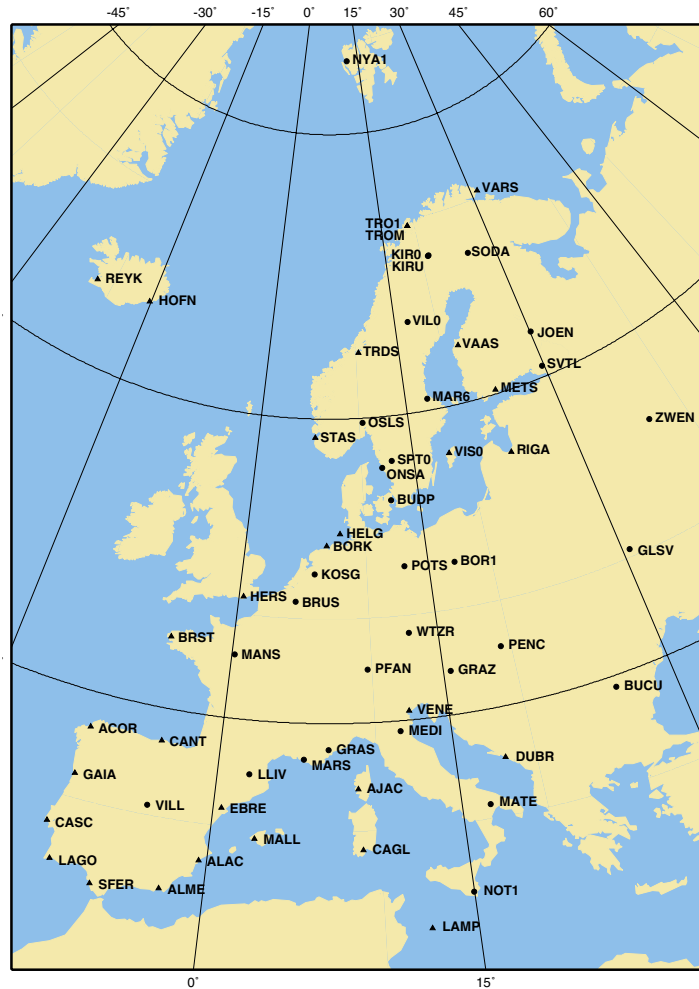 -45° -30° -15° 0° 15° 30° 45° 60°
NYA1
VARS
TRO1
TROM
KIR0
KIRU
SODA
REYK
HOFN
VIL0
JOEN
TRDS
VAAS
SVTL
METS
MAR6
ZWEN
OSLS
STAS
SPT0
VIS0
RIGA
ONSA
BUDP
HELG
BORK
GLSV
KOSG
POTS
BOR1
HERS
BRUS
BRST
WTZR
PENC
MANS
PFAN
GRAZ
BUCU
VENE
ACOR
CANT
MEDI
GRAS
MARS
DUBR
GAIA
LLIV
AJAC
VILL
EBRE
MATE
CASC
MALL
CAGL
LAGO
ALAC
SFER
ALME
NOT1
LAMP
0° 15°